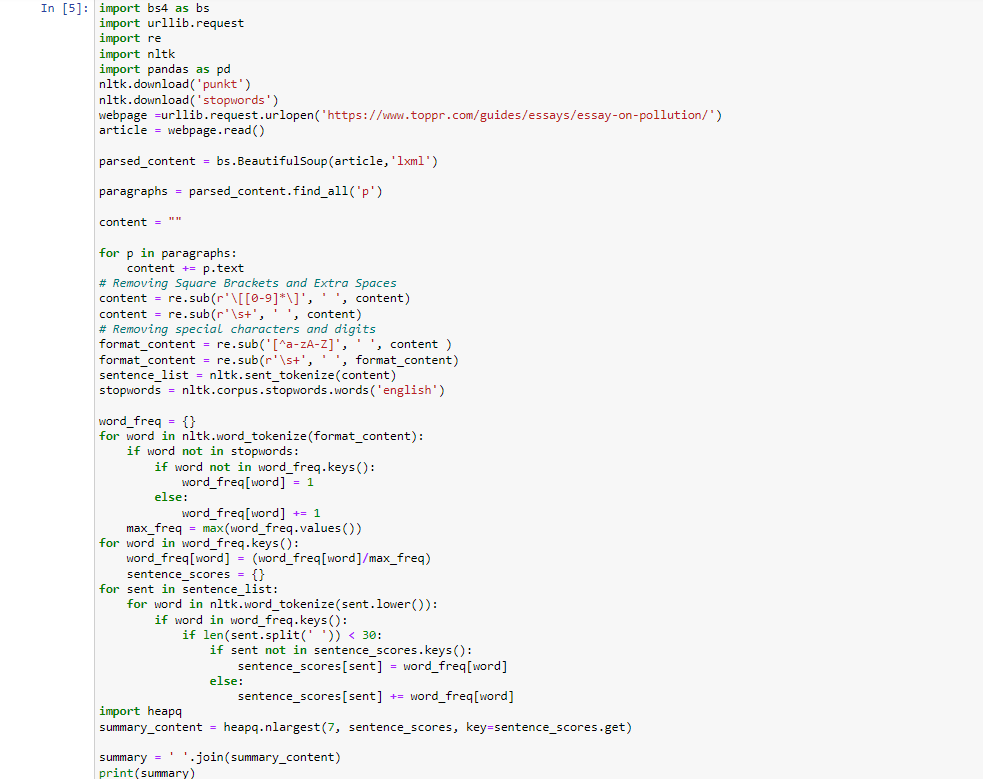 In [5]: import bs4 as bs
import urllib.request
import re
import nltk
import pandas as pd
nltk.download('punkt')
nltk.download('stopwords')
webpage =urllib.request.urlopen('https://www.toppr.com/guides/essays/essay-on-pollution/')
article = webpage.read()

parsed_content = bs.BeautifulSoup(article,'lxml')

paragraphs = parsed_content.find_all('p')

content = ""

for p in paragraphs:
    content += p.text
# Removing Square Brackets and Extra Spaces
content = re.sub(r'\[[0-9]*\]', ' ', content)
content = re.sub(r'\s+', ' ', content)
# Removing special characters and digits
format_content = re.sub('[^a-zA-Z]', ' ', content )
format_content = re.sub(r'\s+', ' ', format_content)
sentence_list = nltk.sent_tokenize(content)
stopwords = nltk.corpus.stopwords.words('english')

word_freq = {}
for word in nltk.word_tokenize(format_content):
    if word not in stopwords:
        if word not in word_freq.keys():
            word_freq[word] = 1
        else:
            word_freq[word] += 1
    max_freq = max(word_freq.values())
for word in word_freq.keys():
    word_freq[word] = (word_freq[word]/max_freq)
    sentence_scores = {}
for sent in sentence_list:
    for word in nltk.word_tokenize(sent.lower()):
        if word in word_freq.keys():
            if len(sent.split(' ')) < 30:
                if sent not in sentence_scores.keys():
                    sentence_scores[sent] = word_freq[word]
                else:
                    sentence_scores[sent] += word_freq[word]
import heapq
summary_content = heapq.nlargest(7, sentence_scores, key=sentence_scores.get)

summary = ' '.join(summary_content)
print(summary)